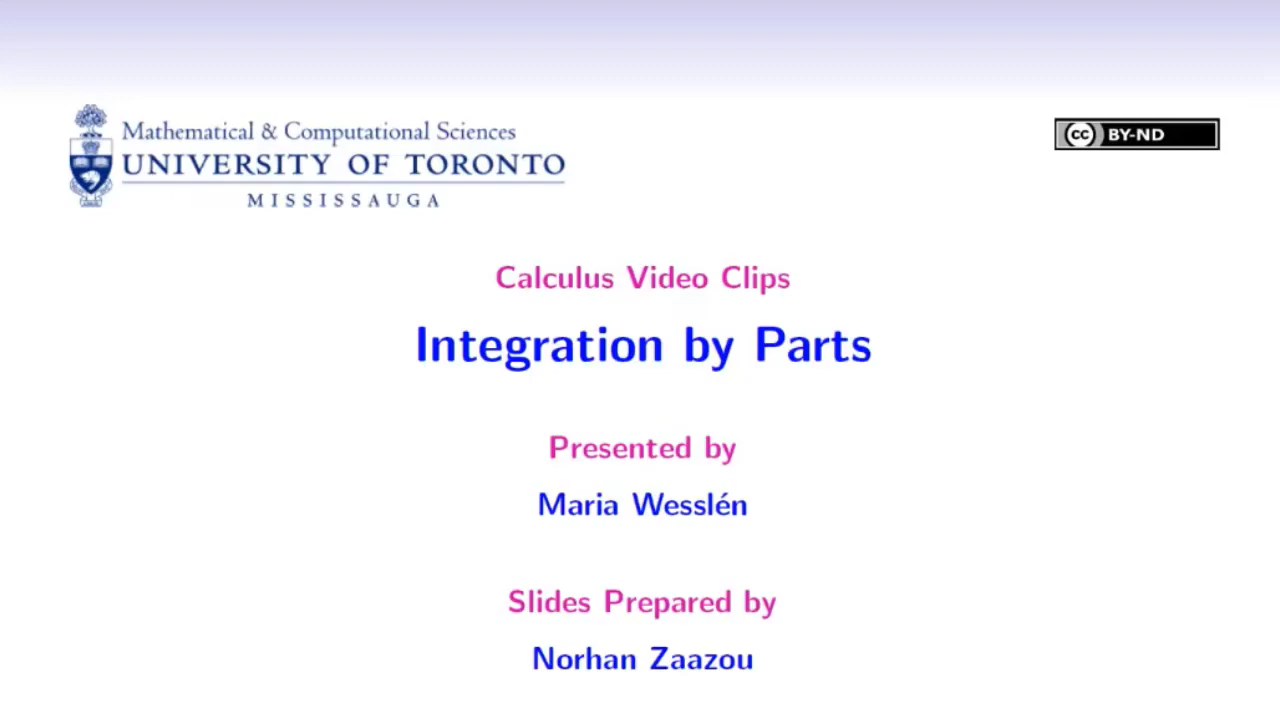 Mathematical & Computational Sciences
UNIVERSITY OF TORONTO
MISSISSAUGA
cc BY-ND
Calculus Video Clips
Integration by Parts
Presented by
Maria Wesslén
Slides Prepared by
Norhan Zaazou